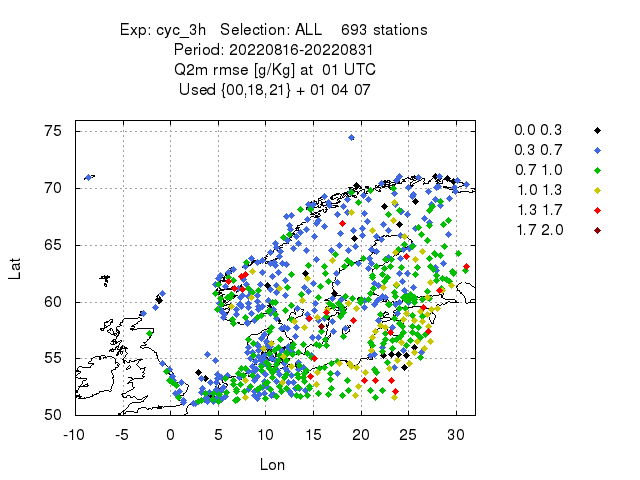 Exp: cyc_3h Selection: ALL 693 stations
Period: 20220816-20220831
Q2m rmse [g/Kg] at 01 UTC
Used {00,18,21} + 01 04 07
0.0 0.3
0.3 0.7
0.7 1.0
1.0 1.3
1.3 1.7
1.7 2.0
75
70
65
60
55
50
Lat
-10 -5 0 5 10 15 20 25 30
Lon